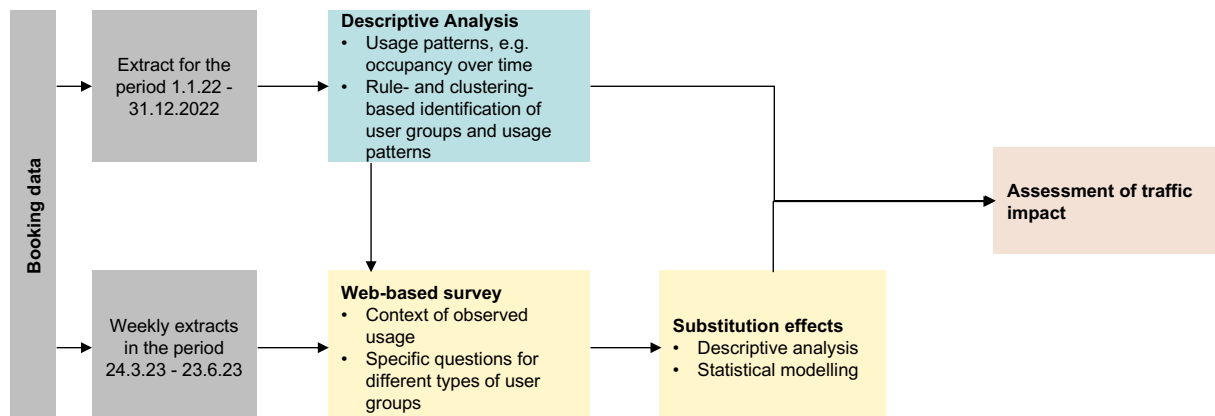 Booking data
Extract for the
period 1.1.22 -
31.12.2022
Descriptive Analysis
• Usage patterns, e.g.
occupancy over time
• Rule- and clustering-
based identification of
user groups and usage
patterns
Assessment of traffic
impact
Weekly extracts
in the period
24.3.23 - 23.6.23
Web-based survey
• Context of observed
usage
• Specific questions for
different types of user
groups
Substitution effects
• Descriptive analysis
• Statistical modelling